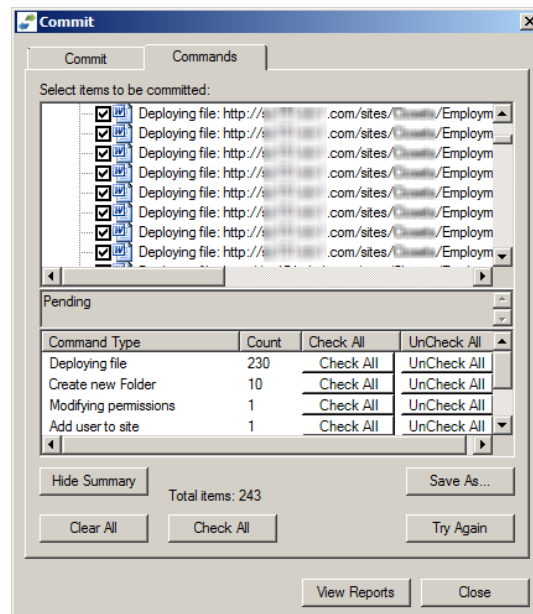 Commit
Commit Commands
Select items to be committed:
Deploying file: http:// .com/sites/ /Employm
Deploying file: http:// .com/sites/ /Employm
Deploying file: http:// .com/sites/ /Employm
Deploying file: http:// .com/sites/ /Employm
Deploying file: http:// .com/sites/ /Employm
Deploying file: http:// .com/sites/ /Employm
Deploying file: http:// .com/sites/ /Employm
Deploying file: http:// .com/sites/ /Employm
Pending
Command Type Count Check All UnCheck All
Deploying file 230 Check All UnCheck All
Create new Folder 10 Check All UnCheck All
Modifying permissions 1 Check All UnCheck All
Add user to site 1 Check All UnCheck All
Hide Summary Total items: 243 Save As...
Clear All Check All Try Again
View Reports Close